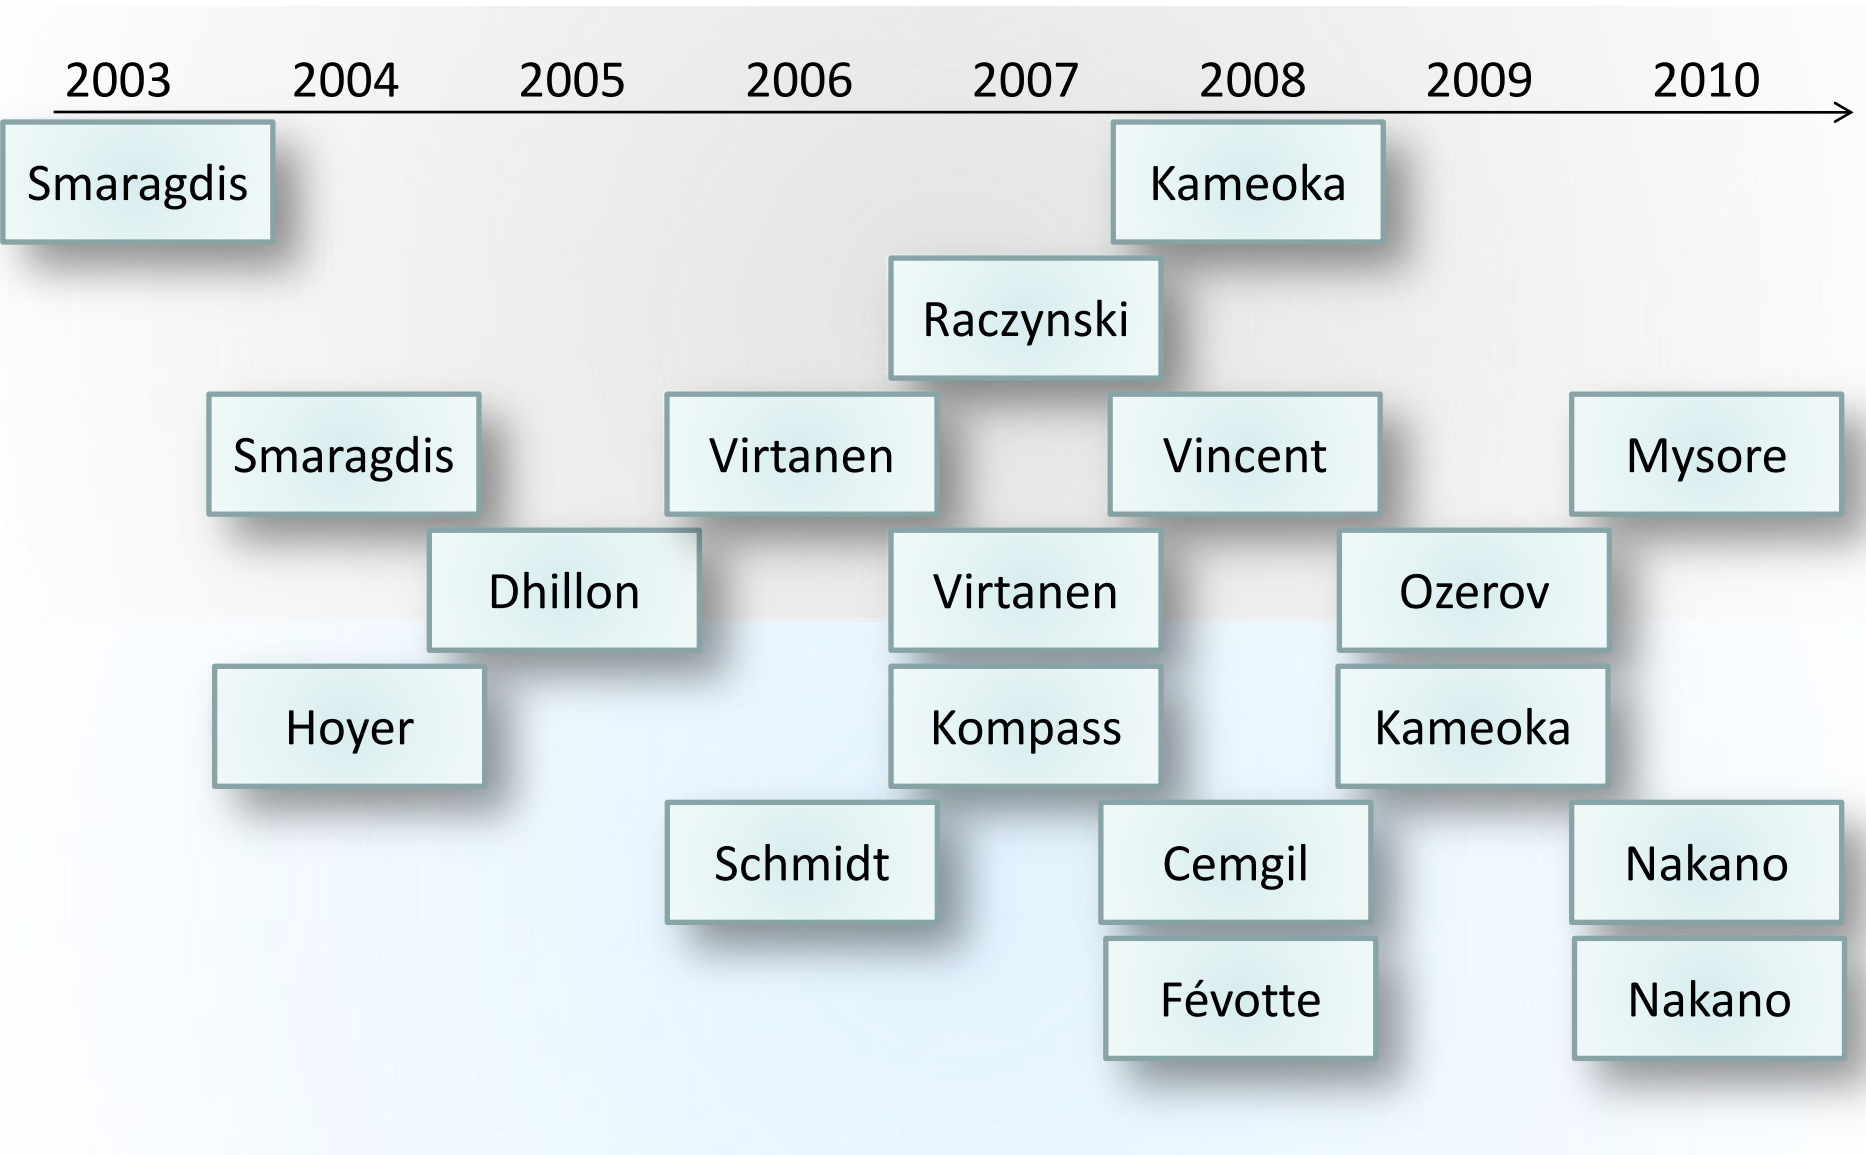 2003 2004 2005 2006 2007 2008 2009 2010
Smaragdis Kameoka
Raczynski
Smaragdis Virtanen Vincent Mysore
Dhillon Virtanen Ozerov
Hoyer Kompass Kameoka
Schmidt Cemgil Nakano
Févotte Nakano